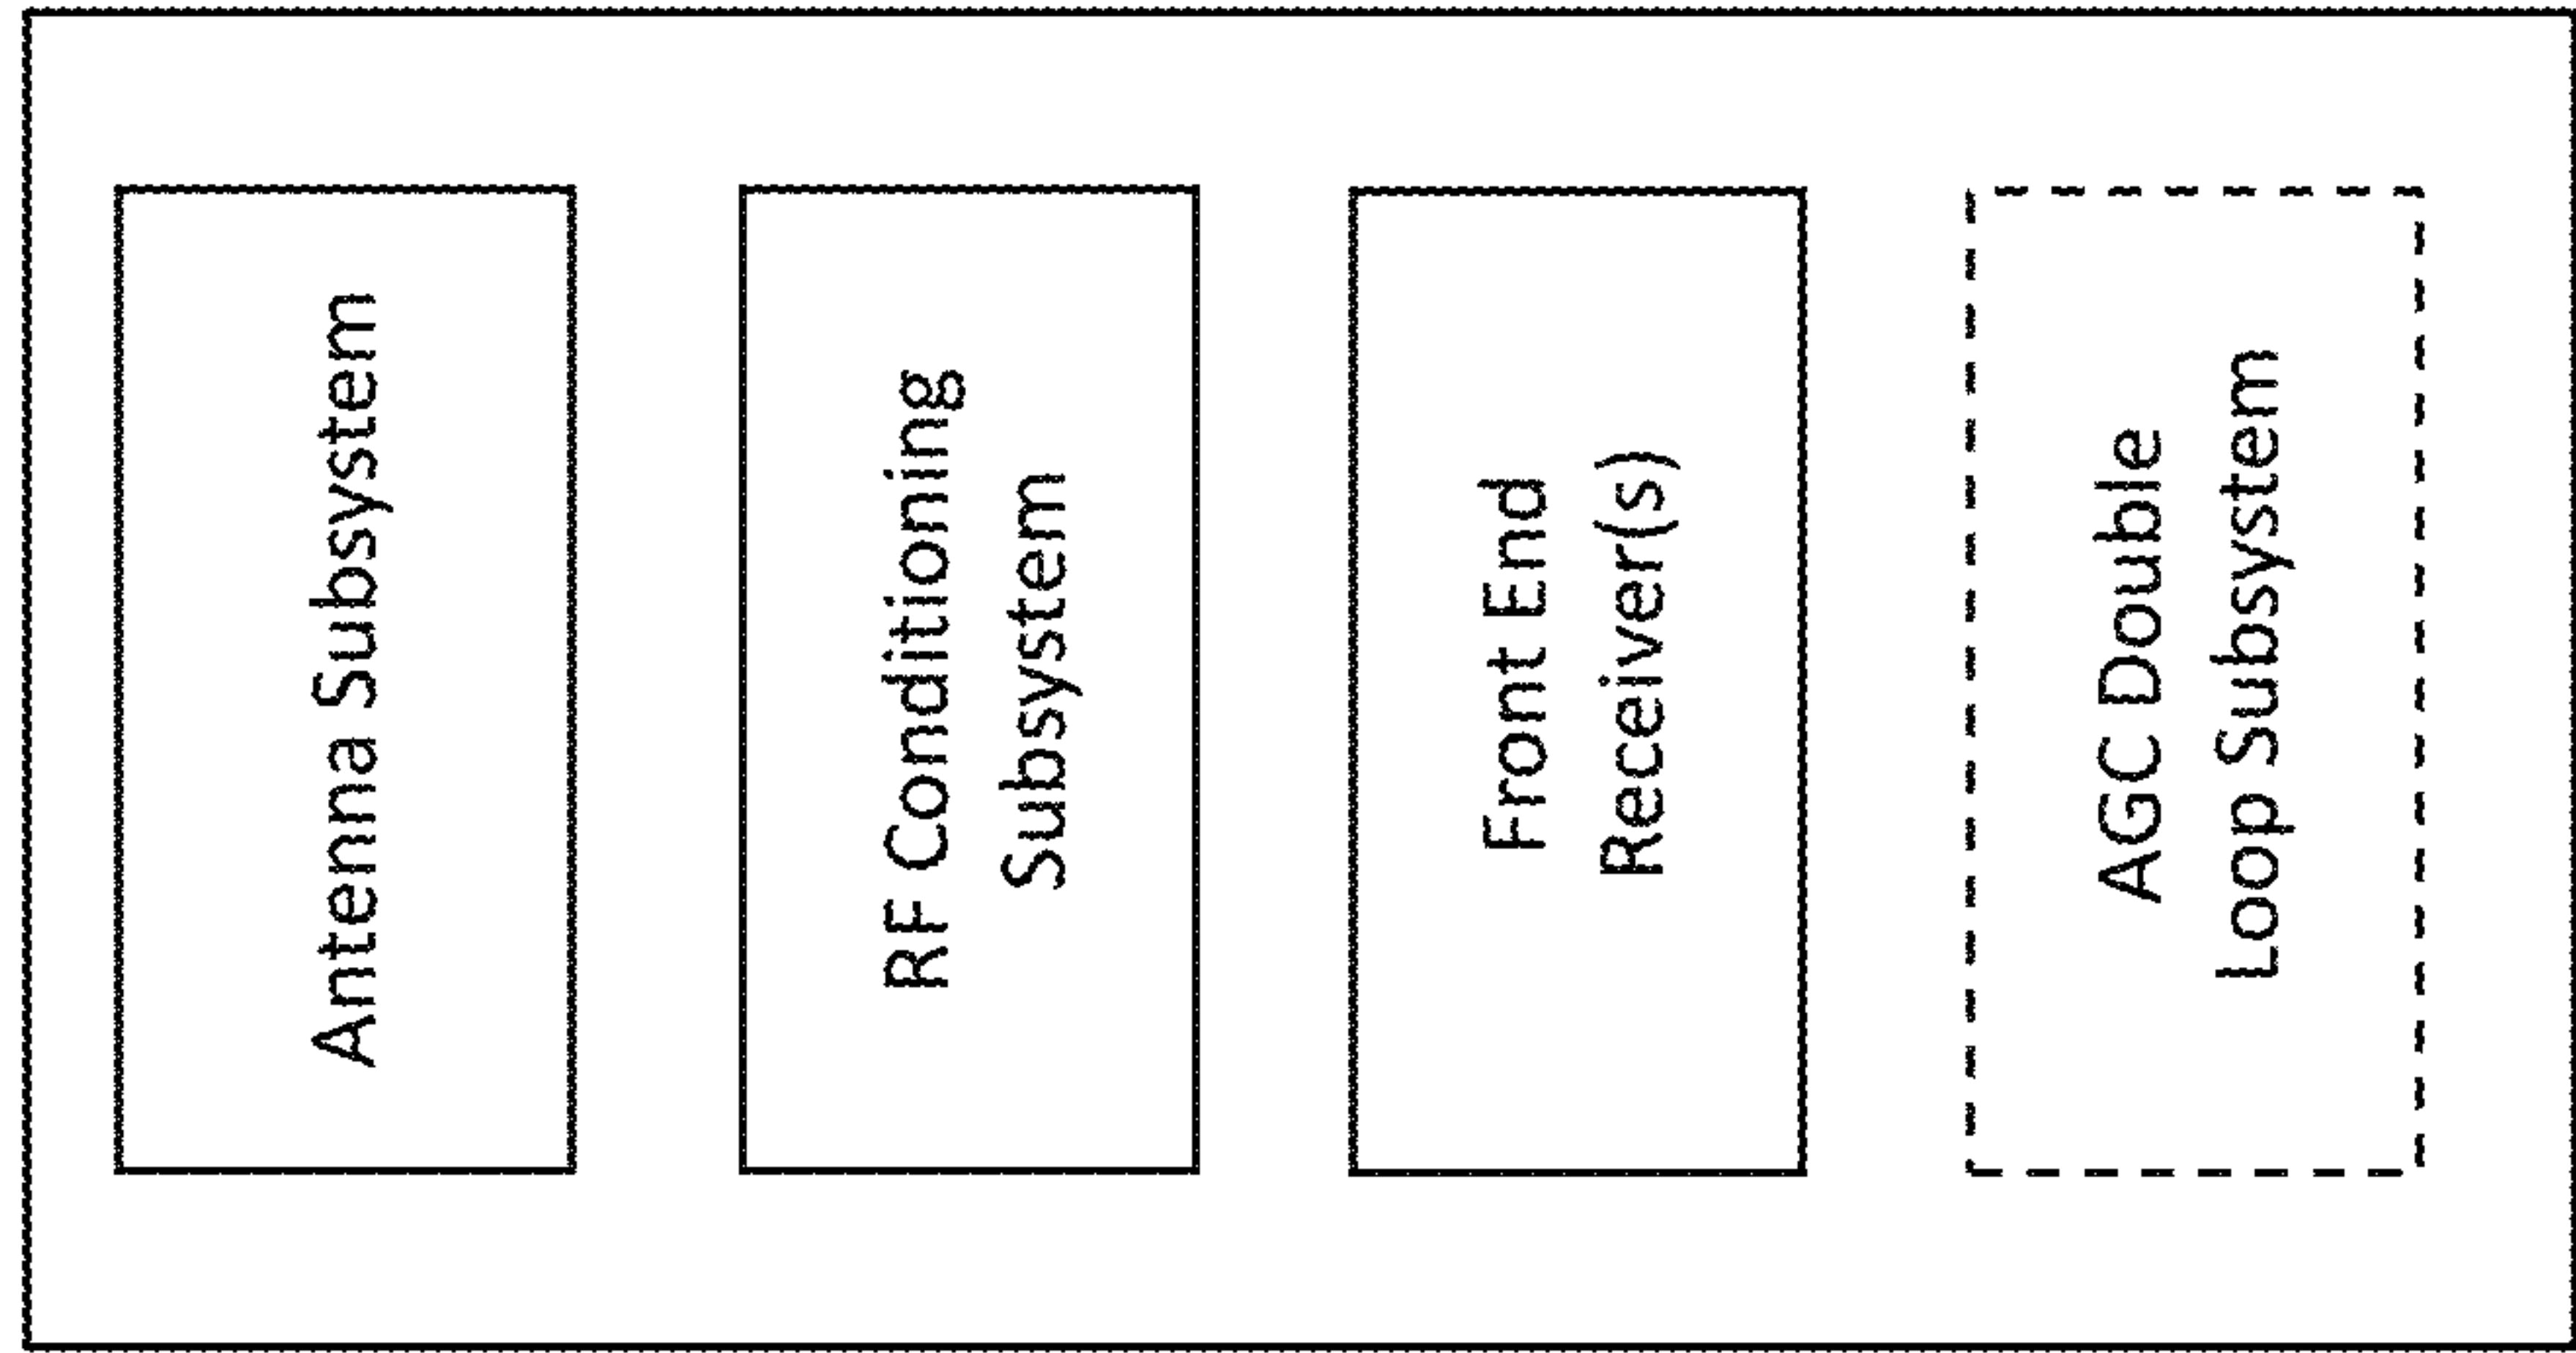 Antenna Subsystem
RF Conditioning
Subsystem
Front End
Receiver(s)
AGC Double
Loop Subsystem